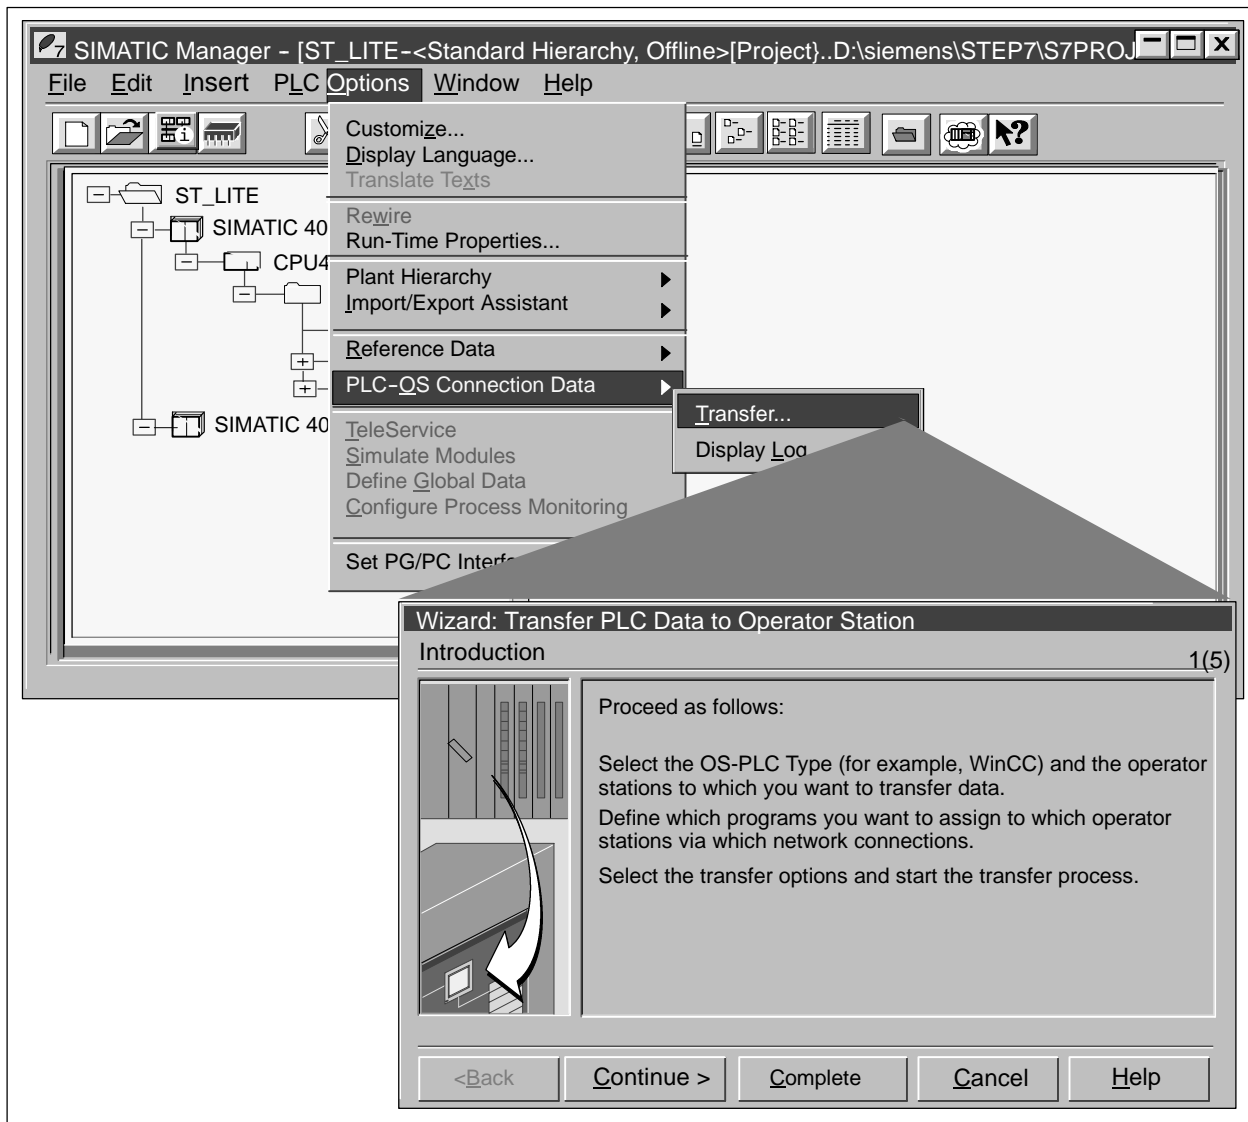 SIMATIC Manager - [ST_LITE-<Standard Hierarchy, Offline>[Project}..D:\siemens\STEP7\S7PROJ
File Edit Insert PLC Options Window Help
Customize...
Display Language...
Translate Texts
Rewire
Run-Time Properties...
Plant Hierarchy
Import/Export Assistant
Reference Data
PLC-OS Connection Data
TeleService
Simulate Modules
Define Global Data
Configure Process Monitoring
Set PG/PC
Transfer...
Display Log
ST_LITE
SIMATIC 40
CPU4
SIMATIC 40
Wizard: Transfer PLC Data to Operator Station
Introduction
1(5)
Proceed as follows:
Select the OS-PLC Type (for example, WinCC) and the operator
stations to which you want to transfer data.
Define which programs you want to assign to which operator
stations via which network connections.
Select the transfer options and start the transfer process.
<Back Continue > Complete Cancel Help